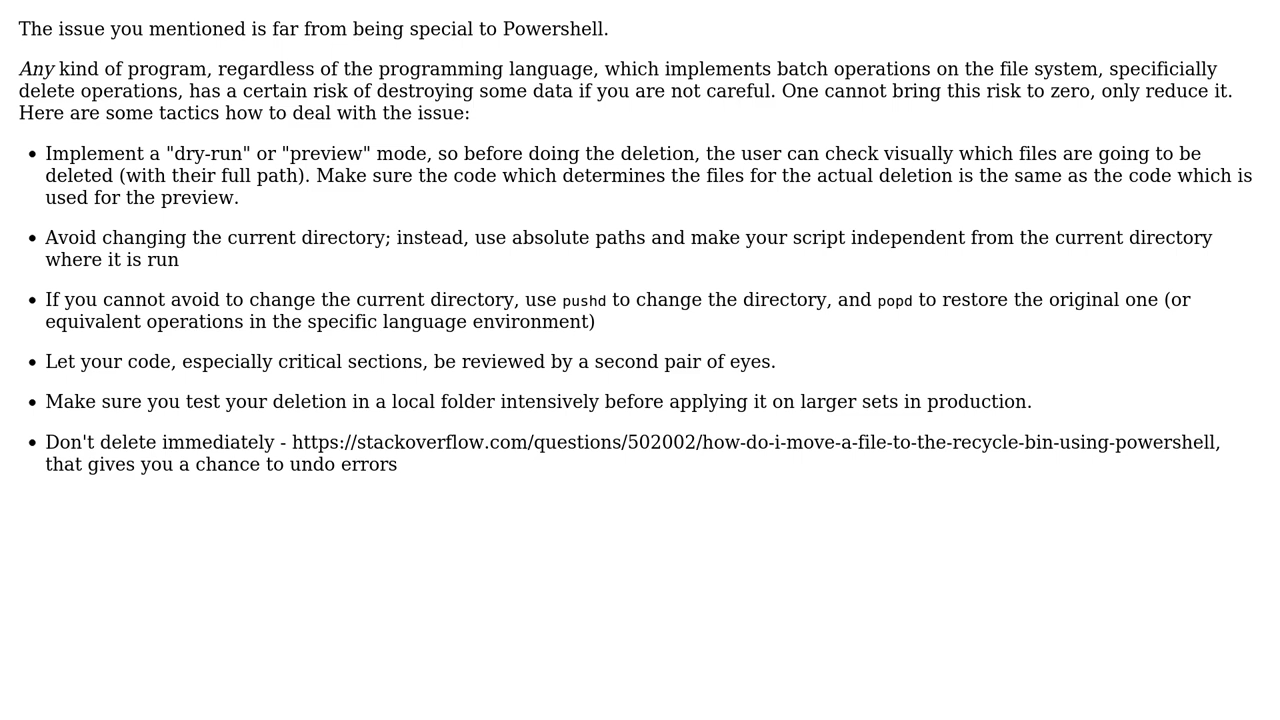 The issue you mentioned is far from being special to Powershell.
Any kind of program, regardless of the programming language, which implements batch operations on the file system, specificially
delete operations, has a certain risk of destroying some data if you are not careful. One cannot bring this risk to zero, only reduce it.
Here are some tactics how to deal with the issue:
• Implement a "dry-run" or "preview" mode, so before doing the deletion, the user can check visually which files are going to be
deleted (with their full path). Make sure the code which determines the files for the actual deletion is the same as the code which is
used for the preview.
• Avoid changing the current directory; instead, use absolute paths and make your script independent from the current directory
where it is run
• If you cannot avoid to change the current directory, use pushd to change the directory, and popd to restore the original one (or
equivalent operations in the specific language environment)
• Let your code, especially critical sections, be reviewed by a second pair of eyes.
• Make sure you test your deletion in a local folder intensively before applying it on larger sets in production.
• Don't delete immediately - https://stackoverflow.com/questions/502002/how-do-i-move-a-file-to-the-recycle-bin-using-powershell,
that gives you a chance to undo errors